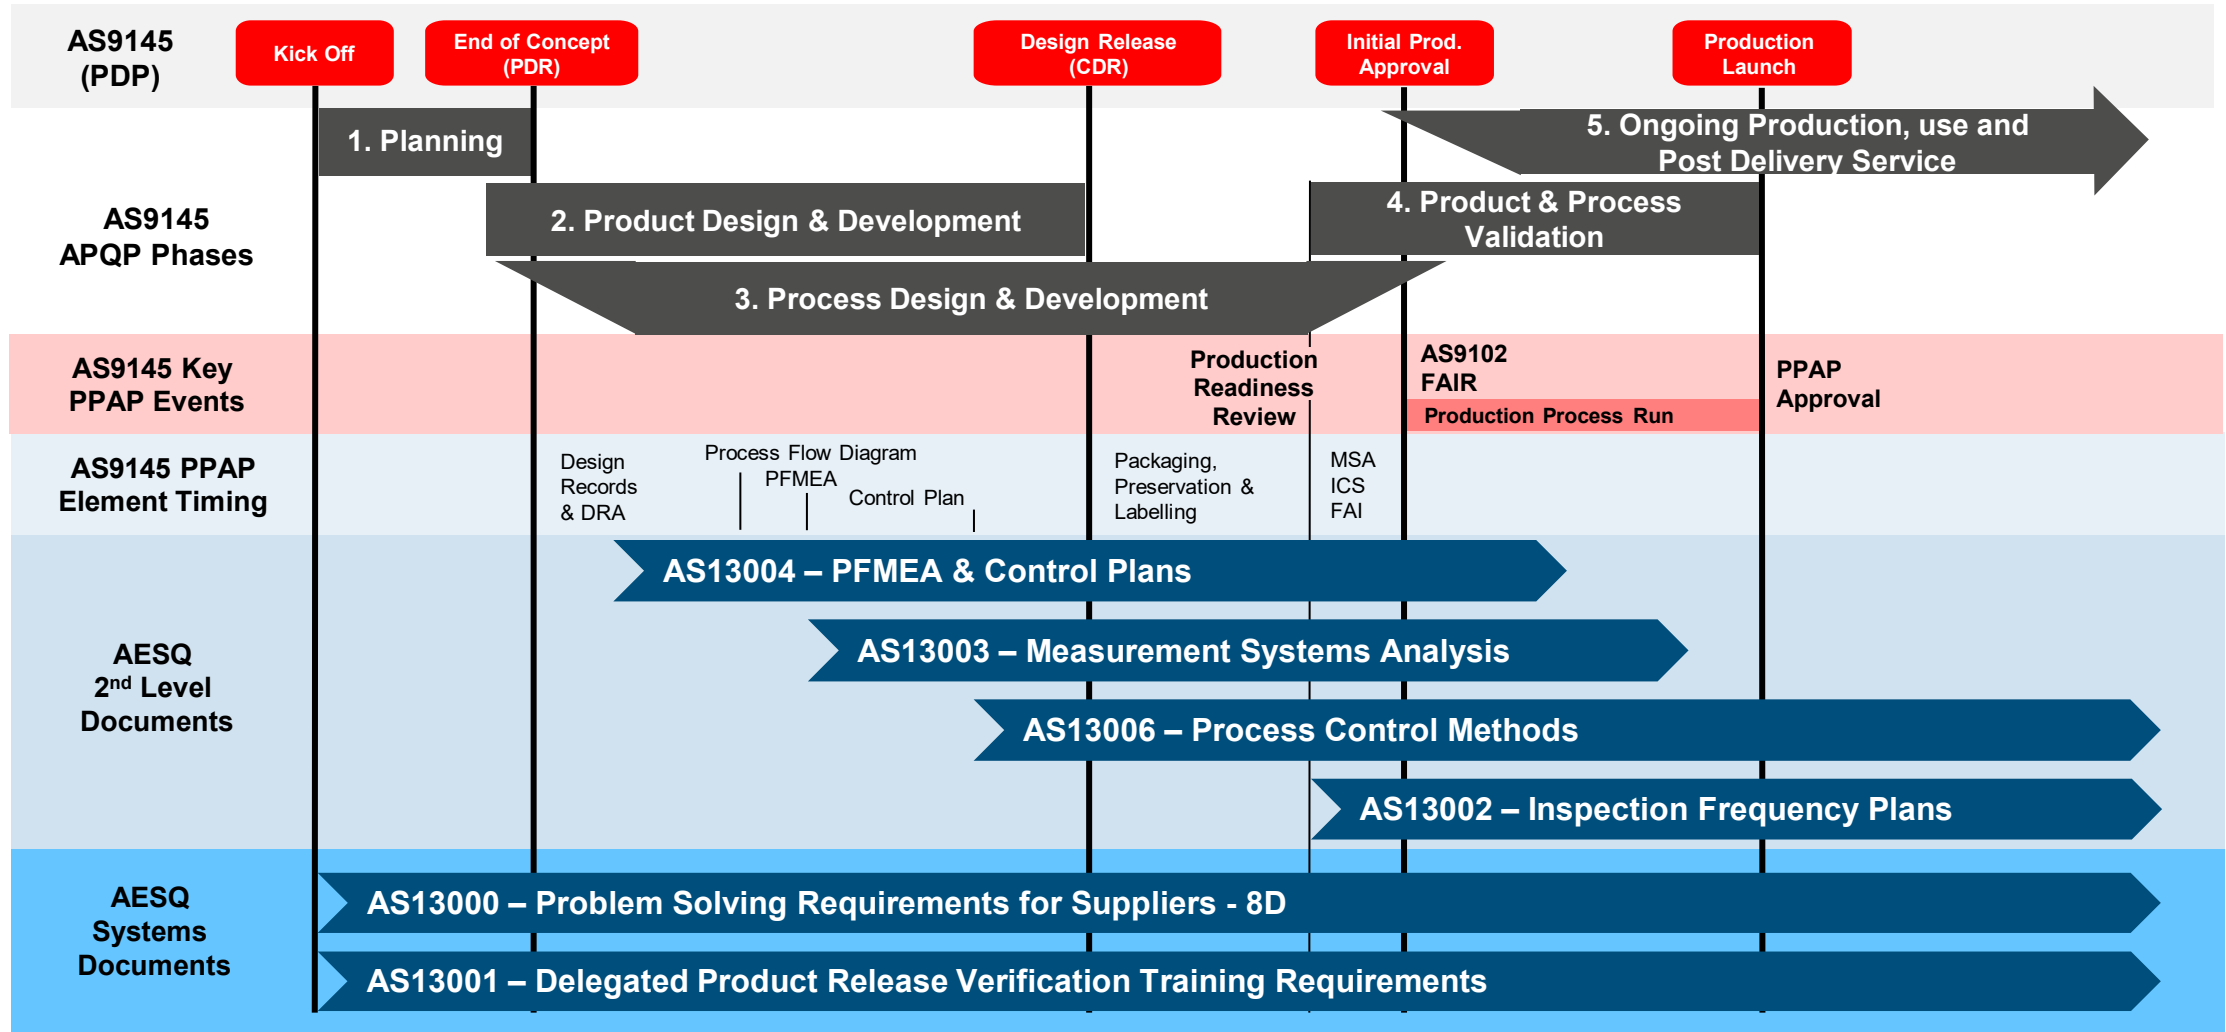 AS9145
(PDP)
Kick Off
End of Concept
(PDR)
Design Release
(CDR)
Initial Prod.
Approval
Production
Launch
AS9145
APQP Phases
1. Planning
5. Ongoing Production, use and
Post Delivery Service
2. Product Design & Development
4. Product & Process
Validation
3. Process Design & Development
AS9145 Key
PPAP Events
Production
Readiness
Review
AS9102
FAIR
Production Process Run
PPAP
Approval
AS9145 PPAP
Element Timing
Design
Records
& DRA
Process Flow Diagram
PFMEA
Control Plan
Packaging,
Preservation &
Labelling
MSA
ICS
FAI
AESQ
2nd Level
Documents
AS13004 – PFMEA & Control Plans
AS13003 – Measurement Systems Analysis
AS13006 – Process Control Methods
AS13002 – Inspection Frequency Plans
AESQ
Systems
Documents
AS13000 – Problem Solving Requirements for Suppliers - 8D
AS13001 – Delegated Product Release Verification Training Requirements